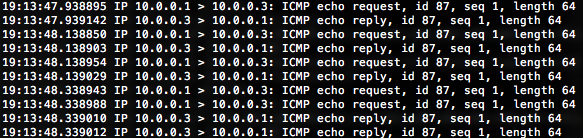 19:13:47.938895 IP 10.0.0.1 > 10.0.0.3: ICMP echo request, id 87, seq 1, length 64
19:13:47.939142 IP 10.0.0.3 > 10.0.0.1: ICMP echo reply, id 87, seq 1, length 64
19:13:48.138850 IP 10.0.0.1 > 10.0.0.3: ICMP echo request, id 87, seq 1, length 64
19:13:48.138903 IP 10.0.0.3 > 10.0.0.1: ICMP echo reply, id 87, seq 1, length 64
19:13:48.138954 IP 10.0.0.1 > 10.0.0.3: ICMP echo request, id 87, seq 1, length 64
19:13:48.139029 IP 10.0.0.3 > 10.0.0.1: ICMP echo reply, id 87, seq 1, length 64
19:13:48.338943 IP 10.0.0.1 > 10.0.0.3: ICMP echo request, id 87, seq 1, length 64
19:13:48.338988 IP 10.0.0.1 > 10.0.0.3: ICMP echo request, id 87, seq 1, length 64
19:13:48.339010 IP 10.0.0.3 > 10.0.0.1: ICMP echo reply, id 87, seq 1, length 64
19:13:48.339012 IP 10.0.0.3 > 10.0.0.1: ICMP echo reply, id 87, seq 1, length 64